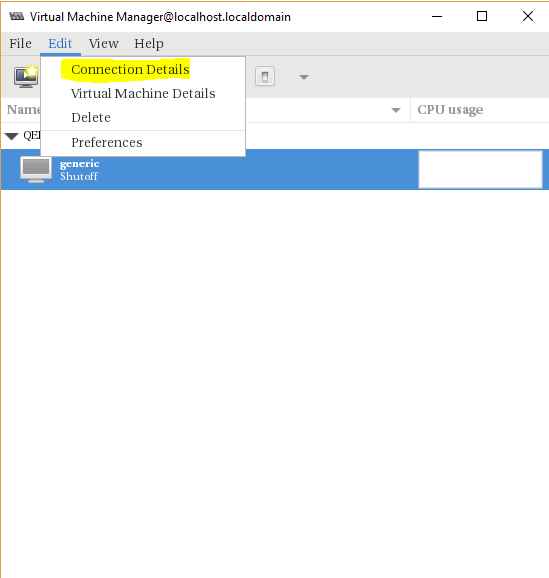 Virtual Machine Manager@localhost.localdomain
File Edit View Help
Connection Details
Virtual Machine Details
Delete
Preferences
Name CPU usage
generic
Shutoff